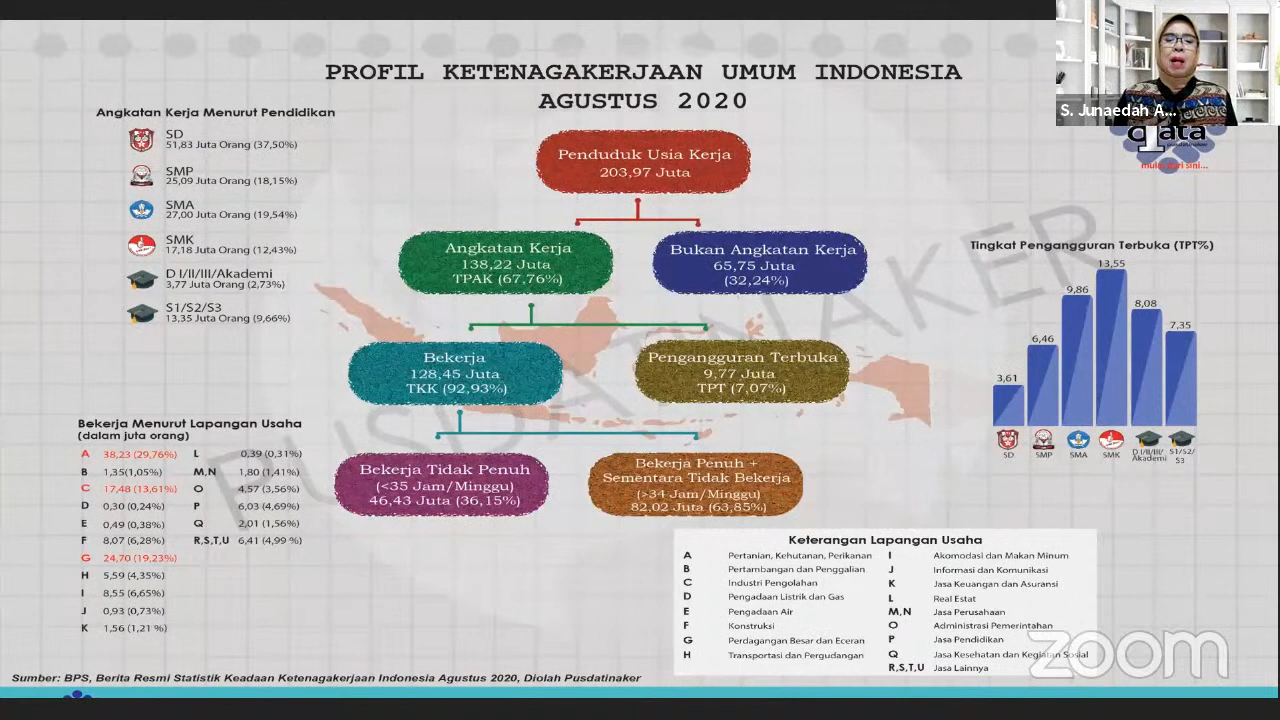 PROFIL KETENAGAKERJAAN UMUM INDONESIA
AGUSTUS 2020
S. Junaedah A...
qata
mulai dari sini...
Angkatan Kerja Menurut Pendidikan
SD
51,83 Juta Orang (37,50%)
SMP
25,09 Juta Orang (18,15%)
SMA
27,00 Juta Orang (19,54%)
SMK
17,18 Juta Orang (12,43%)
D I/II/III/Akademi
3,77 Juta Orang (2,73%)
S1/S2/S3
13,35 Juta Orang (9,66%)
Penduduk Usia Kerja
203,97 Juta
Angkatan Kerja
138,22 Juta
TPAK (67,76%)
Bukan Angkatan Kerja
65,75 Juta
(32,24%)
Bekerja
128,45 Juta
TKK (92,93%)
Pengangguran Terbuka
9,77 Juta
TPT (7,07%)
Bekerja Tidak Penuh
(<35 Jam/Minggu)
46,43 Juta (36,15%)
Bekerja Penuh +
Sementara Tidak Bekerja
(>34 Jam/Minggu)
82,02 Juta (63,85%)
PUSDATINAKER
Tingkat Pengangguran Terbuka (TPT%)
3,61
6,46
9,86
13,55
8,08
7,35
SD
SMP
SMA
SMK
D I/II/III/
Akademi
S1/S2/
S3
Bekerja Menurut Lapangan Usaha
(dalam juta orang)
A 38,23 (29,76%) L 0,39 (0,31%)
B 1,35(1,05%) M,N 1,80 (1,41%)
C 17,48 (13,61%) O 4,57 (3,56%)
D 0,30 (0,24%) P 6,03 (4,69%)
E 0,49 (0,38%) Q 2,01 (1,56%)
F 8,07 (6,28%) R,S,T,U 6,41 (4,99 %)
G 24,70 (19,23%)
H 5,59 (4,35%)
I 8,55 (6,65%)
J 0,93 (0,73%)
K 1,56 (1,21 %)
Keterangan Lapangan Usaha
A Pertanian, Kehutanan, Perikanan I Akomodasi dan Makan Minum
B Pertambangan dan Penggalian J Informasi dan Komunikasi
C Industri Pengolahan K Jasa Keuangan dan Asuransi
D Pengadaan Listrik dan Gas L Real Estat
E Pengadaan Air M,N Jasa Perusahaan
F Konstruksi O Administrasi Pemerintahan
G Perdagangan Besar dan Eceran P Jasa Pendidikan
H Transportasi dan Pergudangan Q Jasa Kesehatan dan Kegiatan Sosial
R,S,T,U Jasa Lainnya
zoom
Sumber: BPS, Berita Resmi Statistik Keadaan Ketenagakerjaan Indonesia Agustus 2020, Diolah Pusdatinaker